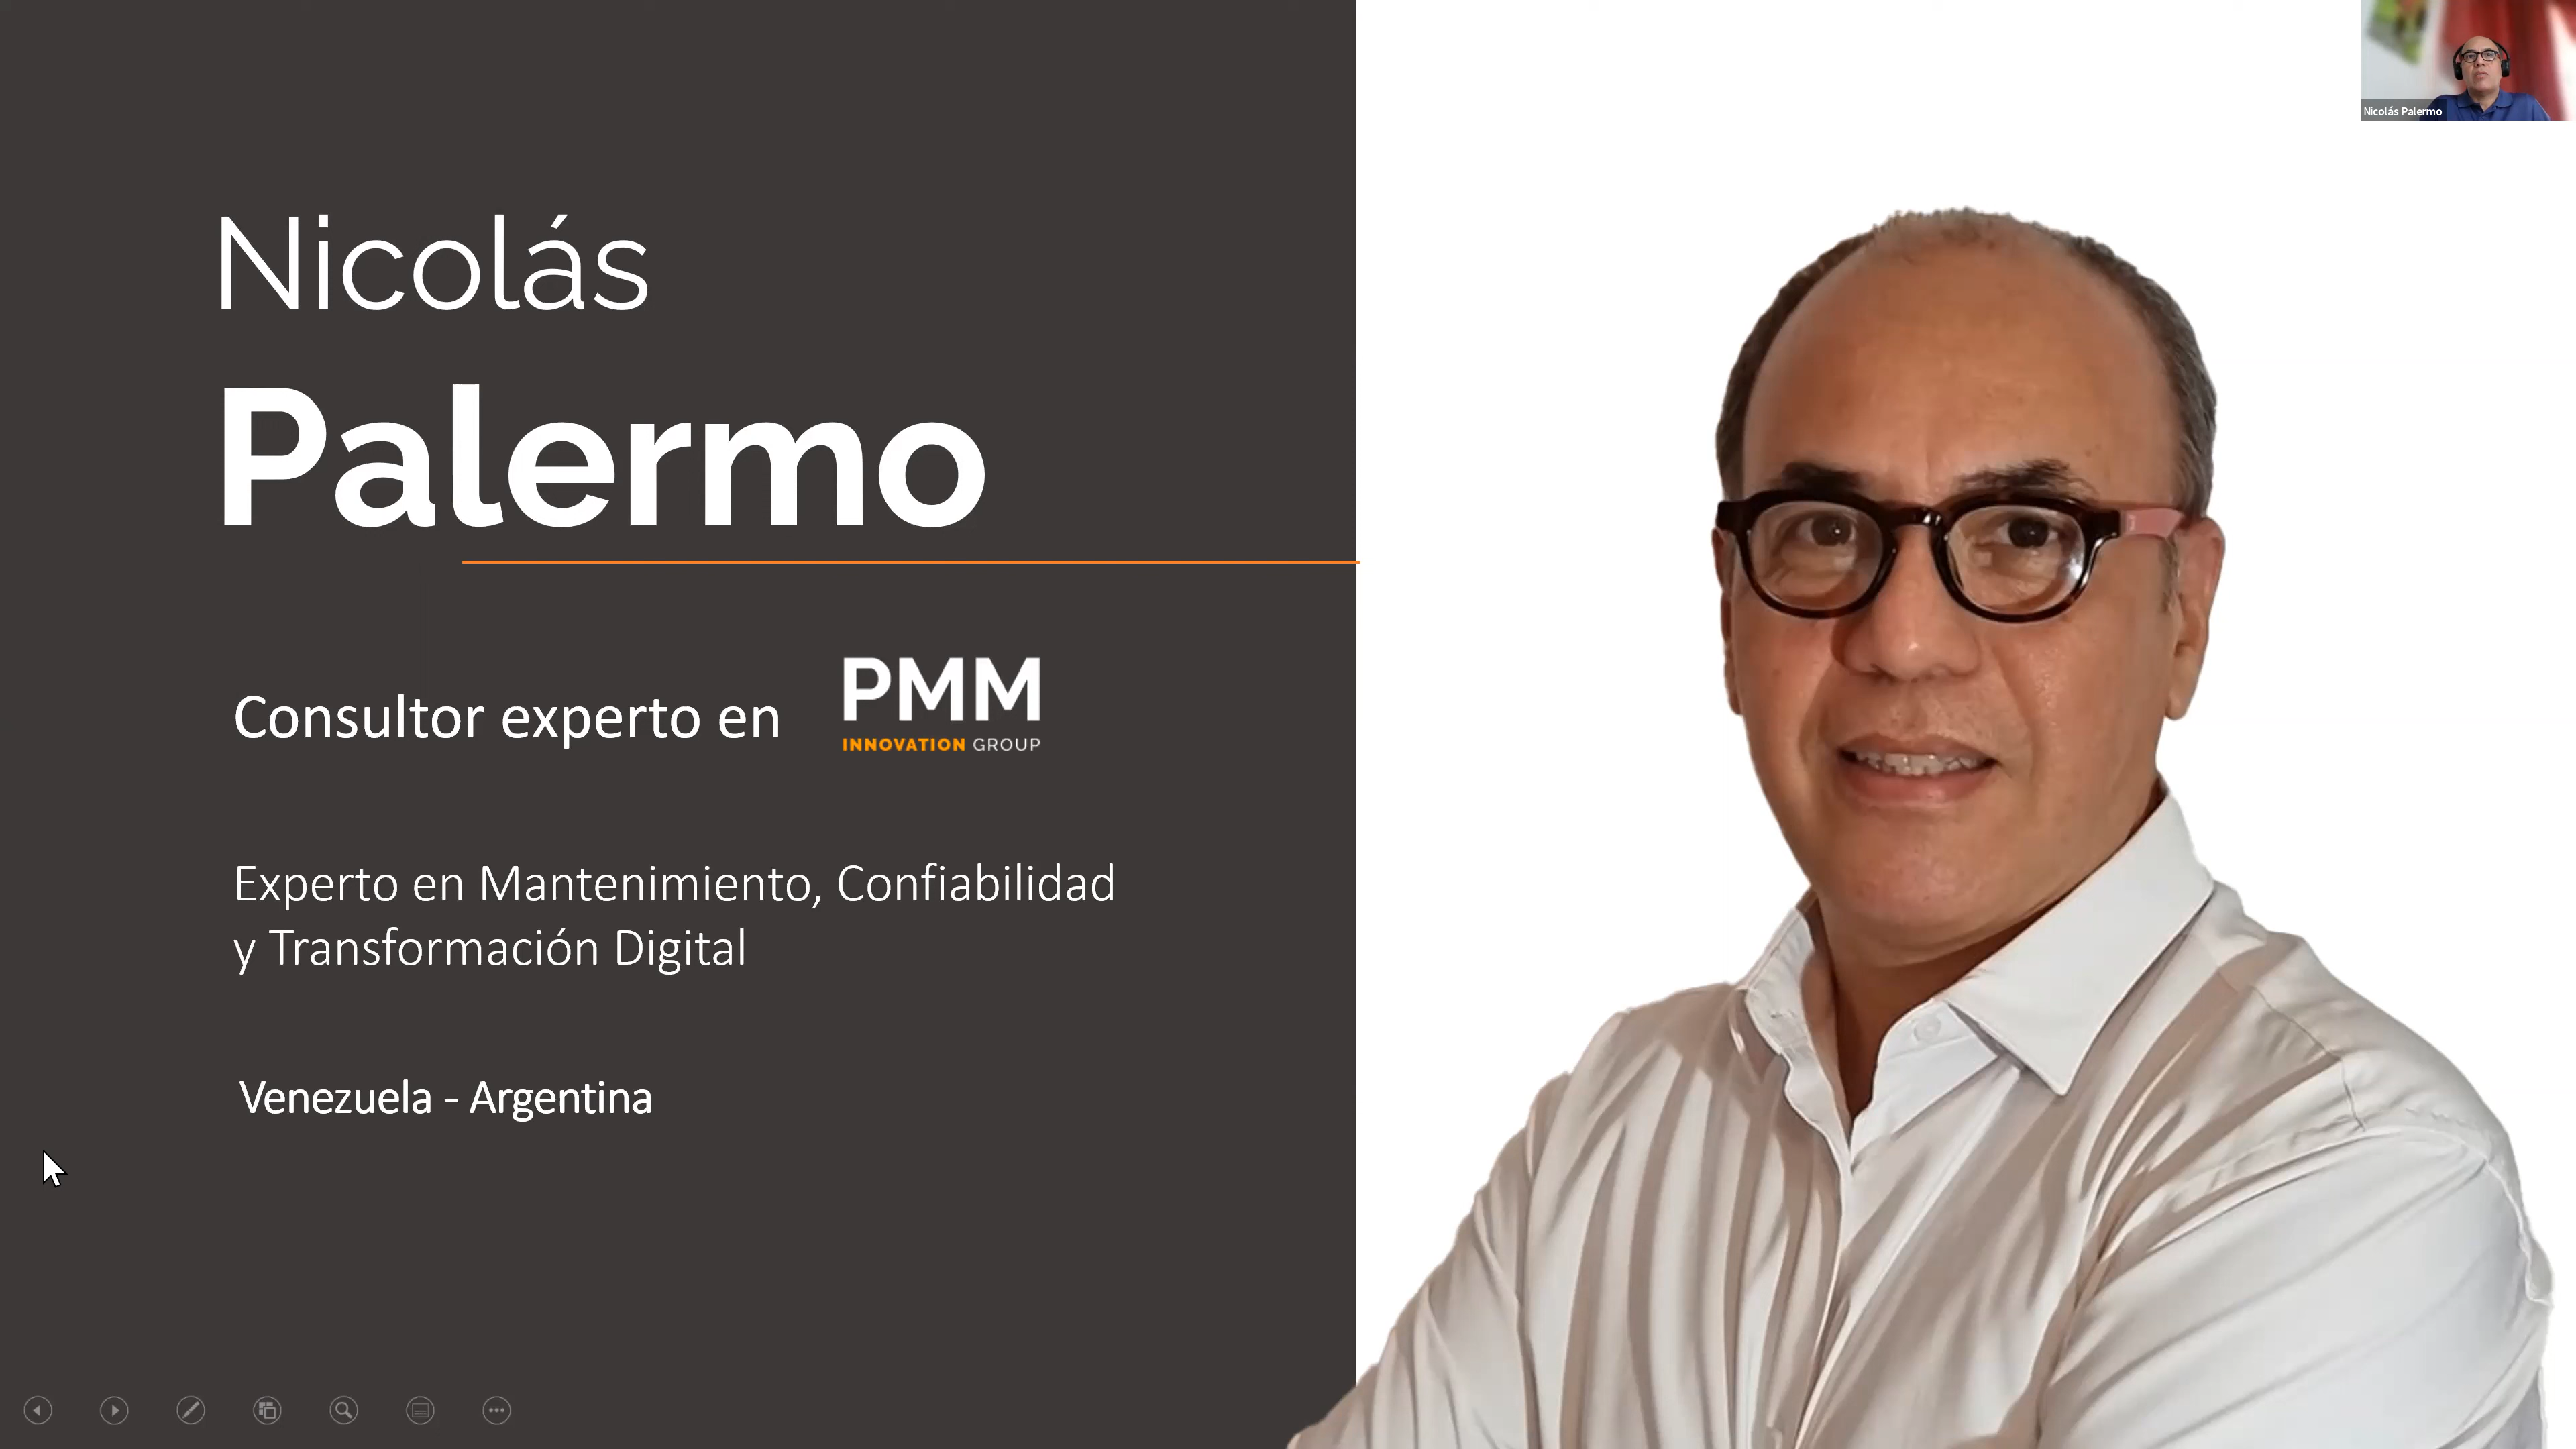 Nicolás Palermo
Nicolás
Palermo
Consultor experto en
PMM
INNOVATION GROUP
Experto en Mantenimiento, Confiabilidad
y Transformación Digital
Venezuela - Argentina